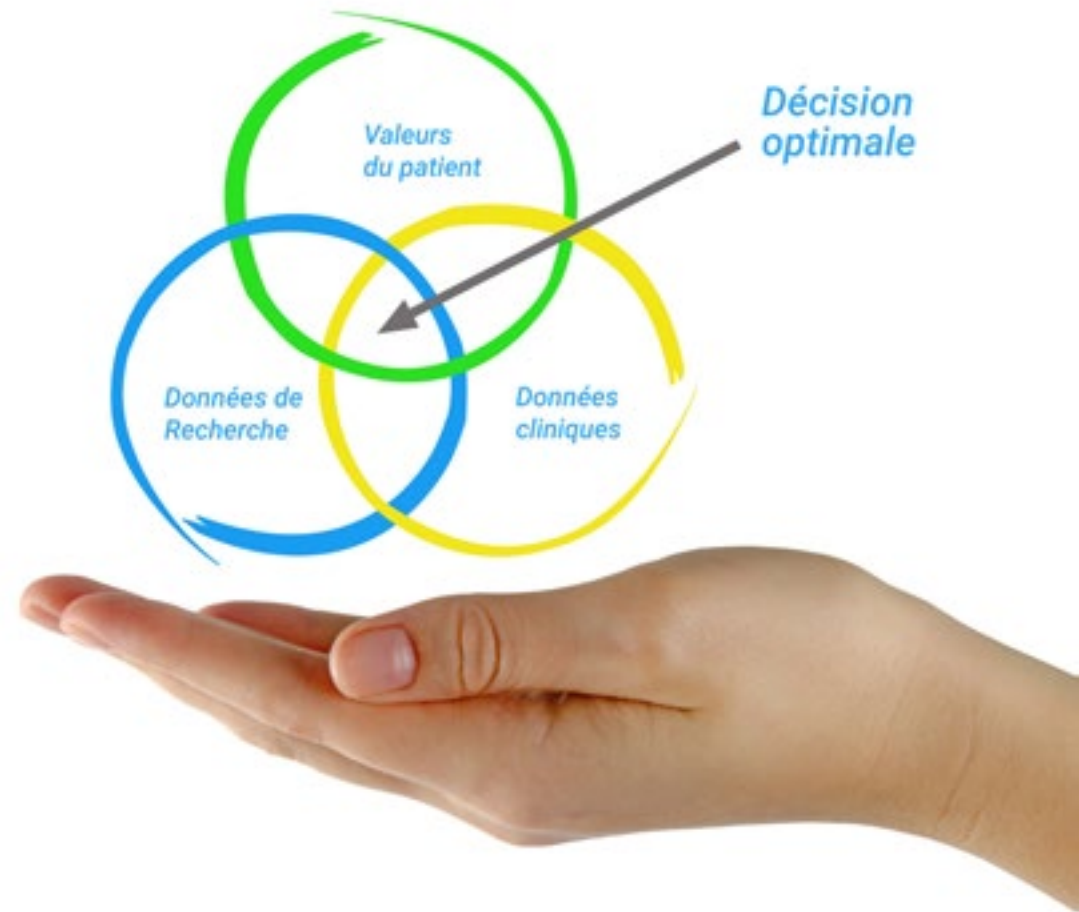 Valeurs
du patient
Décision
optimale
Données de
Recherche
Données
cliniques